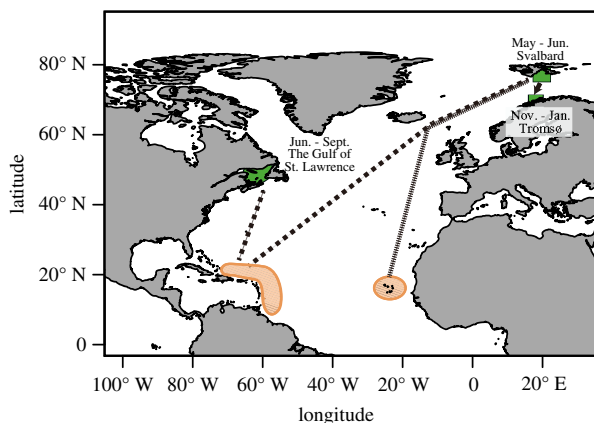 May - Jun.
Svalbard
80° N
Nov. - Jan.
Tromsø
60° N
Jun. - Sept.
The Gulf of
St. Lawrence
latitude
40° N
20° N
0
100° W 80° W 60° W 40° W 20° W 0 20° E
longitude